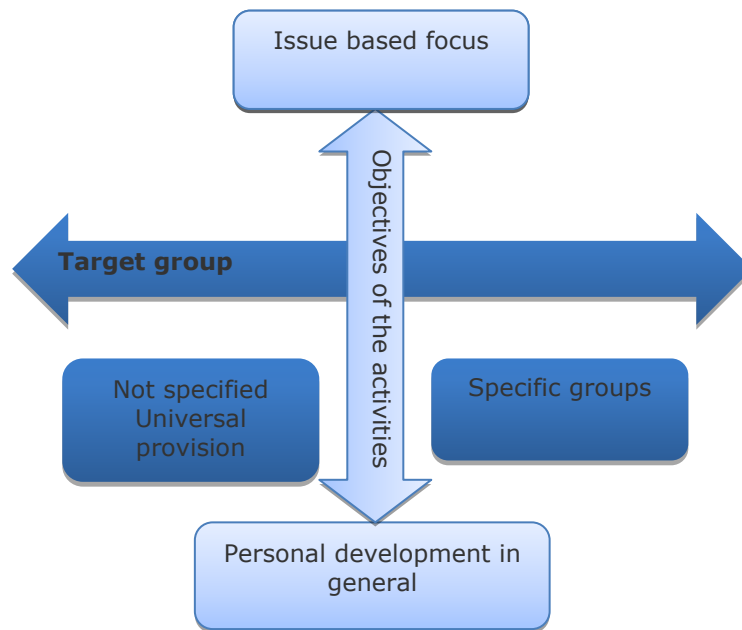 Issue based focus
Objectives of the activities
Target group
Not specified
Universal
provision
Specific groups
Personal development in
general